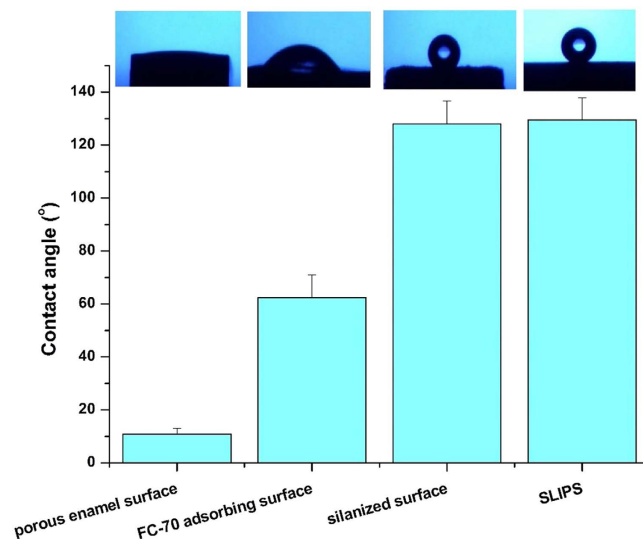 140
120
100
80
60
40
20
0
Contact angle (°)
porous enamel surface
FC-70 adsorbing surface
silanized surface
SLIPS